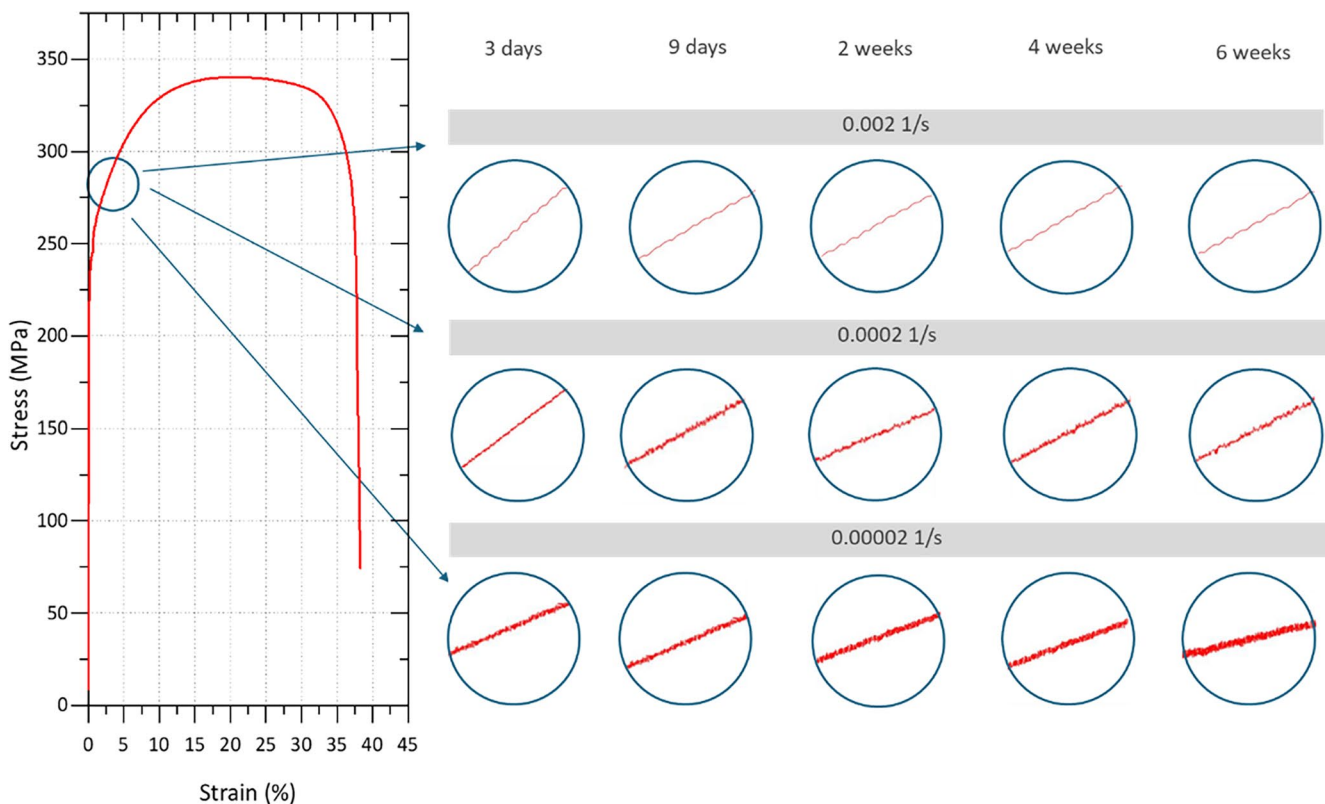 350
300
250
200
150
100
50
0
Stress (MPa)
0 5 10 15 20 25 30 35 40 45
Strain (%)
3 days 9 days 2 weeks 4 weeks 6 weeks
0.002 1/s
0.0002 1/s
0.00002 1/s